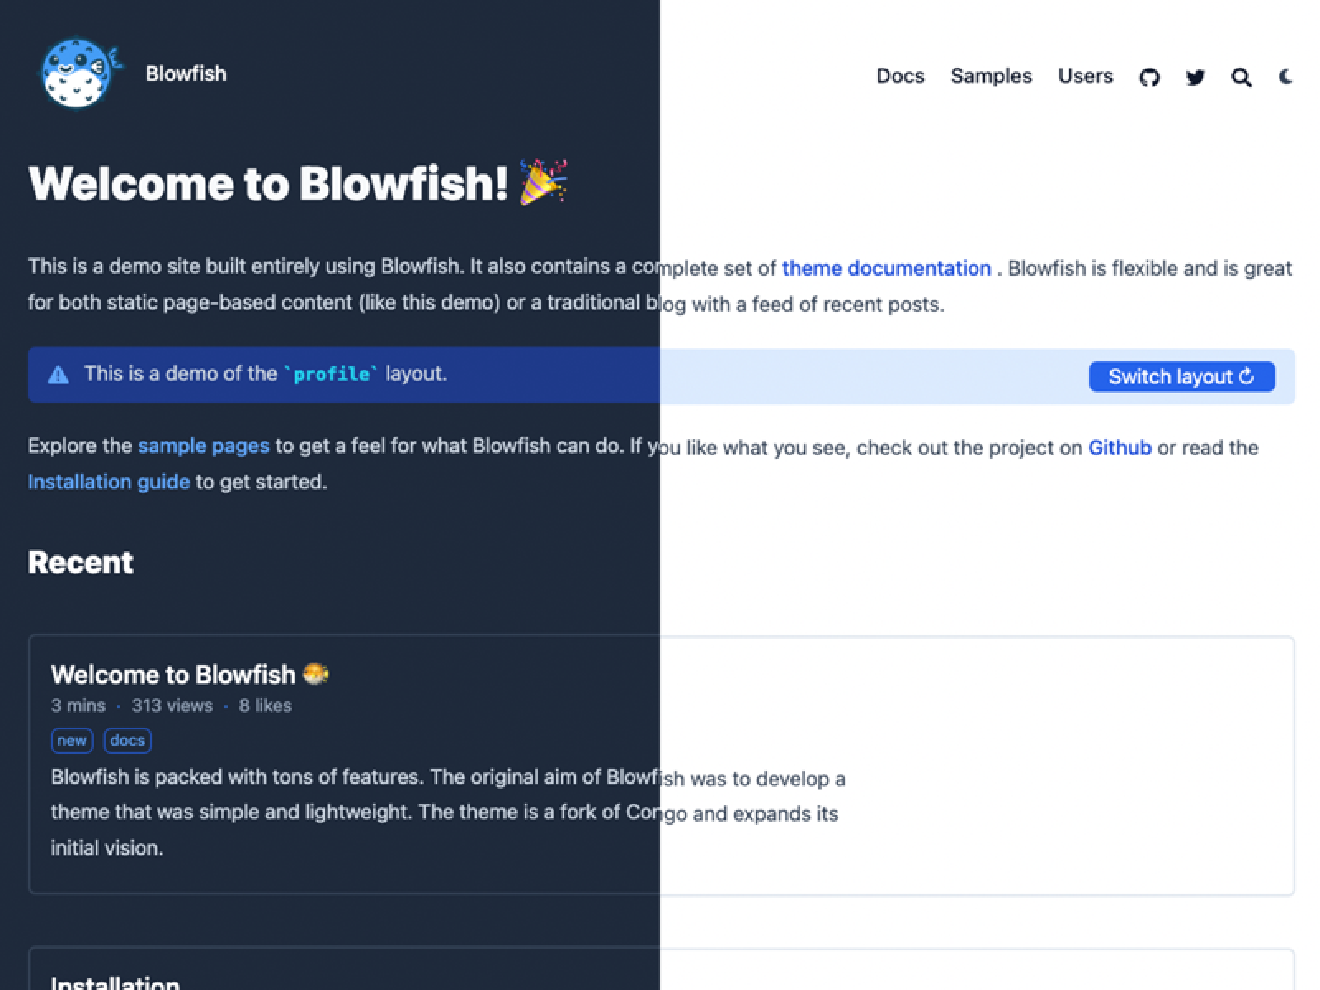 Blowfish
Docs Samples Users
Welcome to Blowfish! 🎉
This is a demo site built entirely using Blowfish. It also contains a complete set of theme documentation . Blowfish is flexible and is great
for both static page-based content (like this demo) or a traditional blog with a feed of recent posts.
This is a demo of the `profile` layout.
Switch layout ↻
Explore the sample pages to get a feel for what Blowfish can do. If you like what you see, check out the project on Github or read the
Installation guide to get started.
Recent
Welcome to Blowfish 🐡
3 mins · 313 views · 8 likes
new docs
Blowfish is packed with tons of features. The original aim of Blowfish was to develop a
theme that was simple and lightweight. The theme is a fork of Congo and expands its
initial vision.
Installation